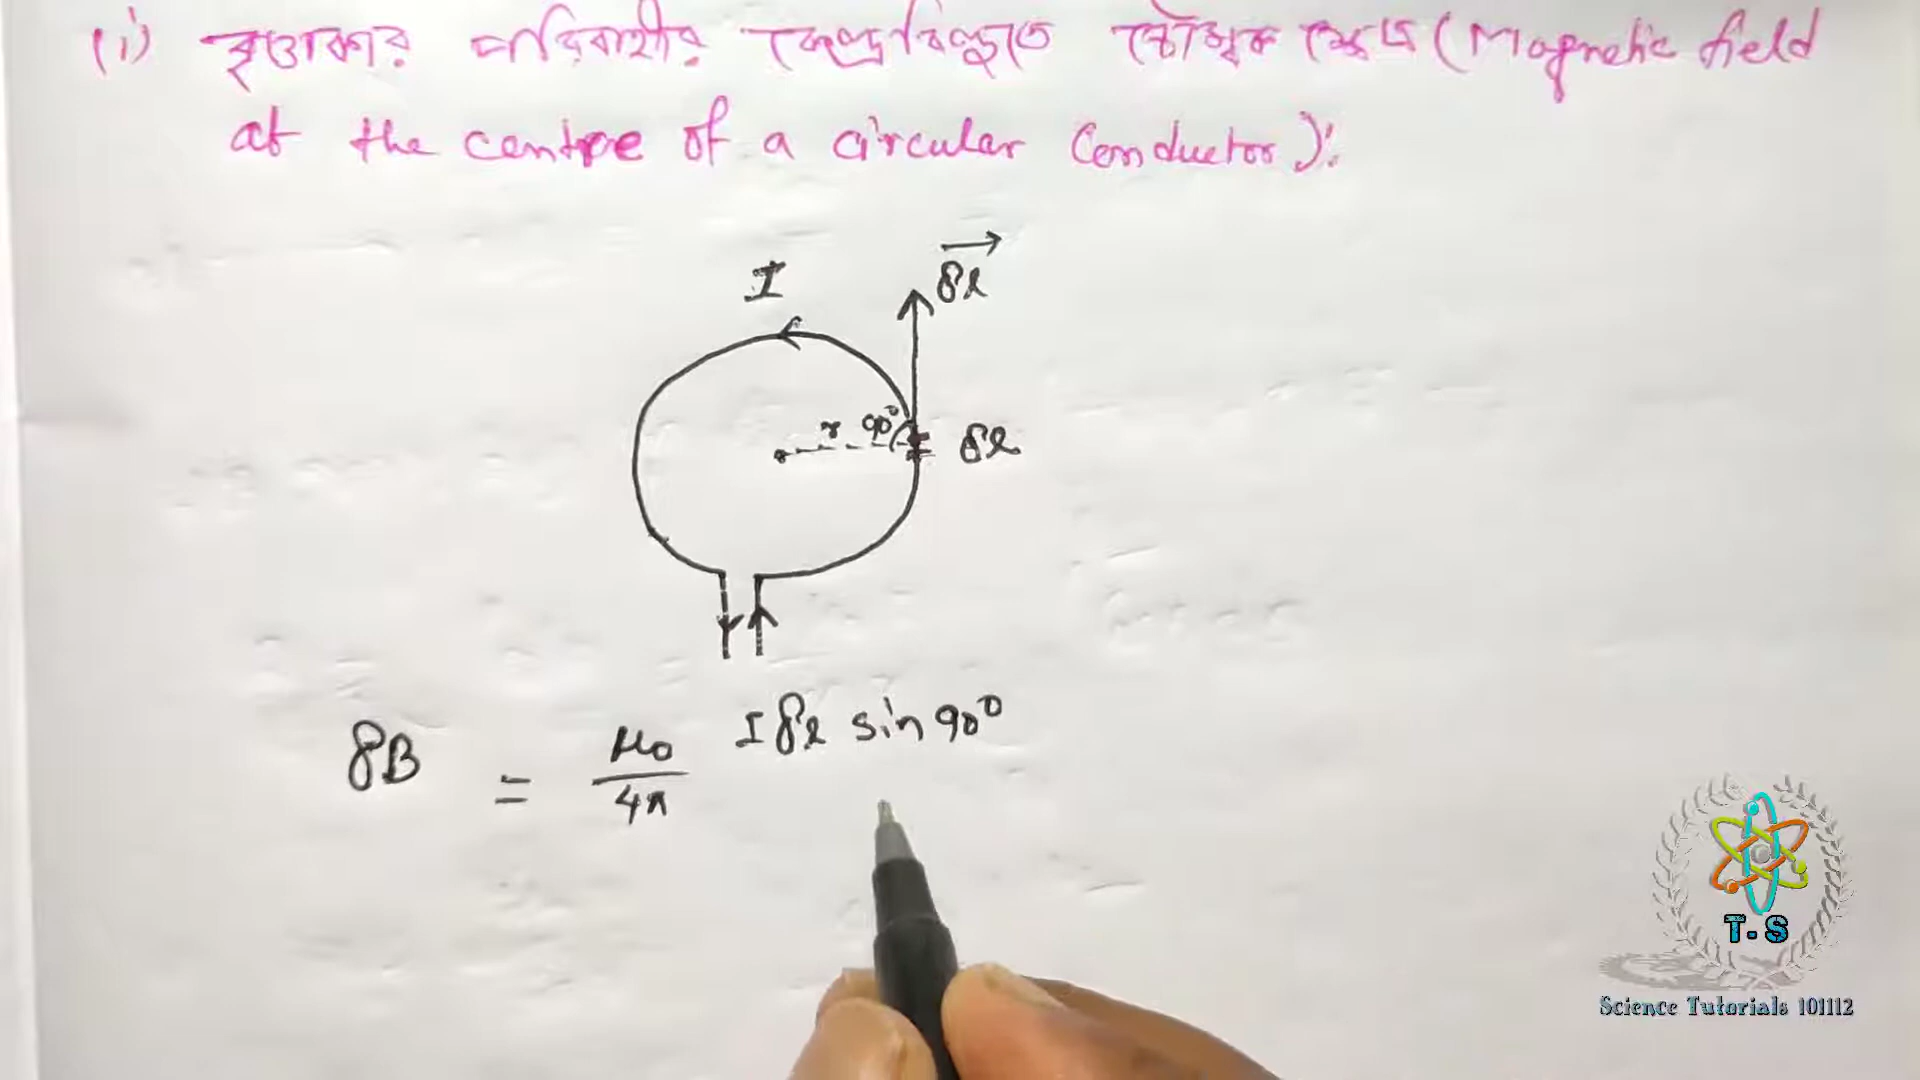 (i) বৃত্তাকার পরিবাহীর কেন্দ্রবিন্দুতে চৌম্বক ক্ষেত্র (Magnetic field
at the centre of a circular Conductor):
I
δl
r 90°
δl
δB = μ0/4π I δl sin 90°
T.S
Science Tutorials 101112